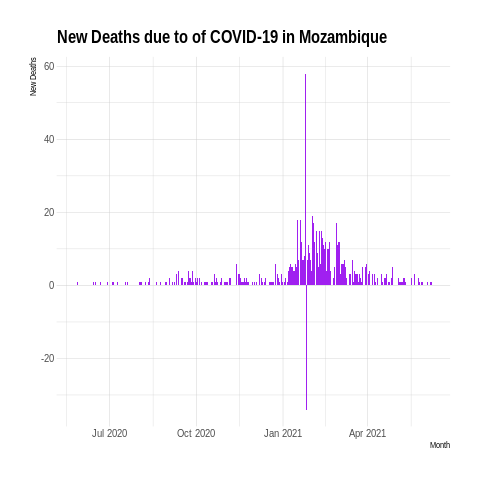 New Deaths due to of COVID-19 in Mozambique
New Deaths
60
40
20
0
-20
Jul 2020
Oct 2020
Jan 2021
Apr 2021
Month